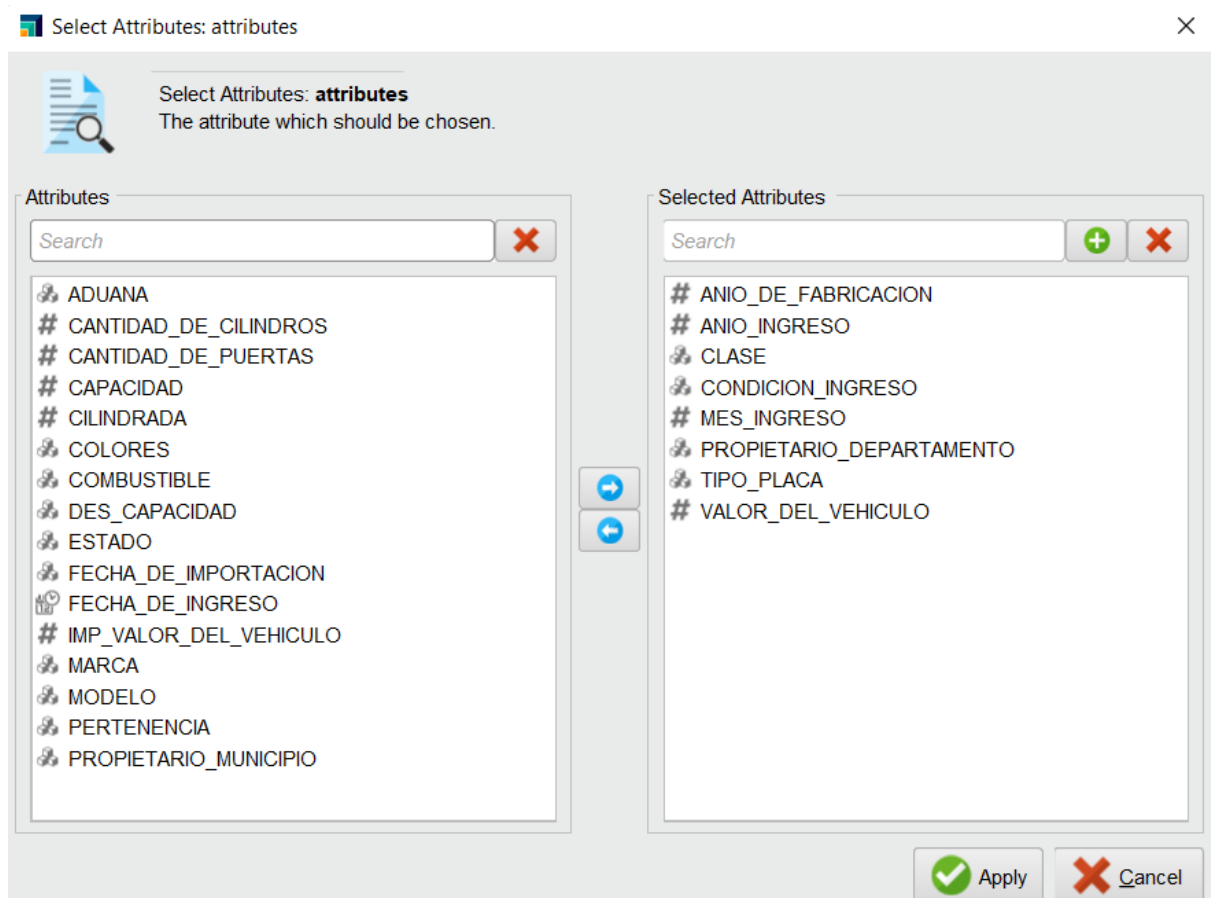 Select Attributes: attributes
Select Attributes: attributes
The attribute which should be chosen.
Attributes
Search
ADUANA
CANTIDAD_DE_CILINDROS
CANTIDAD_DE_PUERTAS
CAPACIDAD
CILINDRADA
COLORES
COMBUSTIBLE
DES_CAPACIDAD
ESTADO
FECHA_DE_IMPORTACION
FECHA_DE_INGRESO
IMP_VALOR_DEL_VEHICULO
MARCA
MODELO
PERTENENCIA
PROPIETARIO_MUNICIPIO
Selected Attributes
Search
ANIO_DE_FABRICACION
ANIO_INGRESO
CLASE
CONDICION_INGRESO
MES_INGRESO
PROPIETARIO_DEPARTAMENTO
TIPO_PLACA
VALOR_DEL_VEHICULO
Apply
Cancel